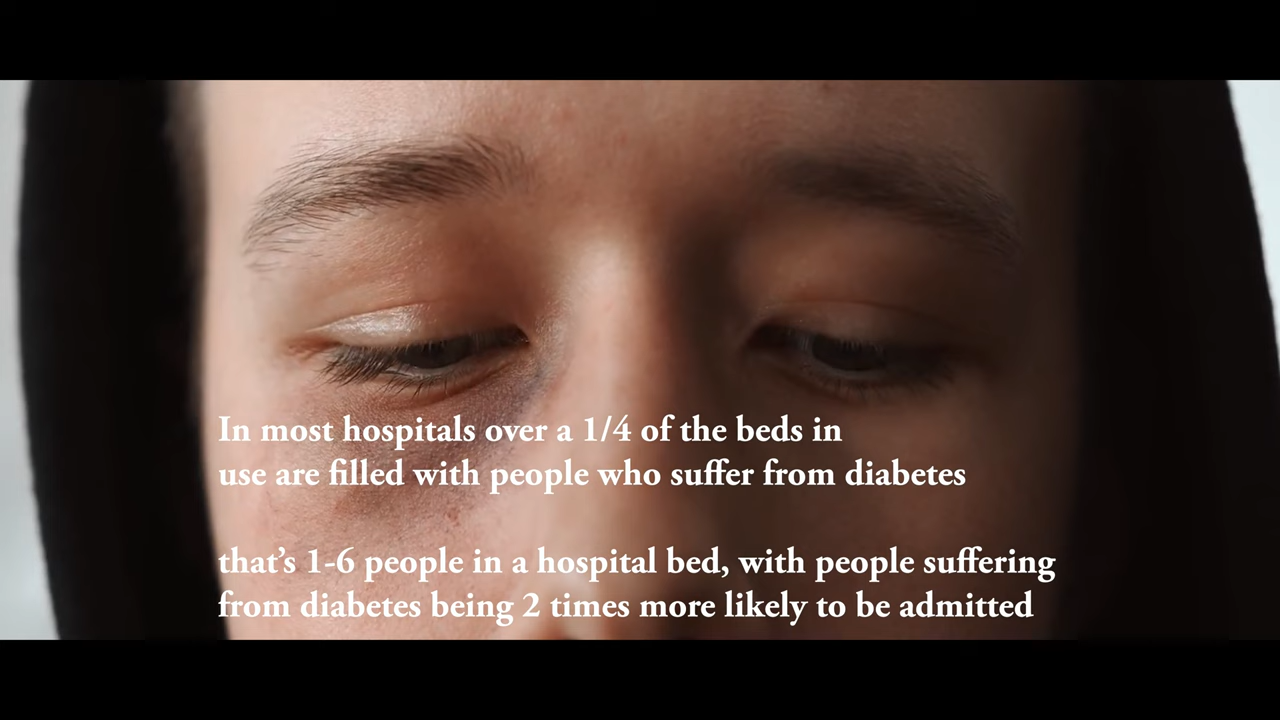 In most hospitals over a 1/4 of the beds in
use are filled with people who suffer from diabetes
that's 1-6 people in a hospital bed, with people suffering
from diabetes being 2 times more likely to be admitted